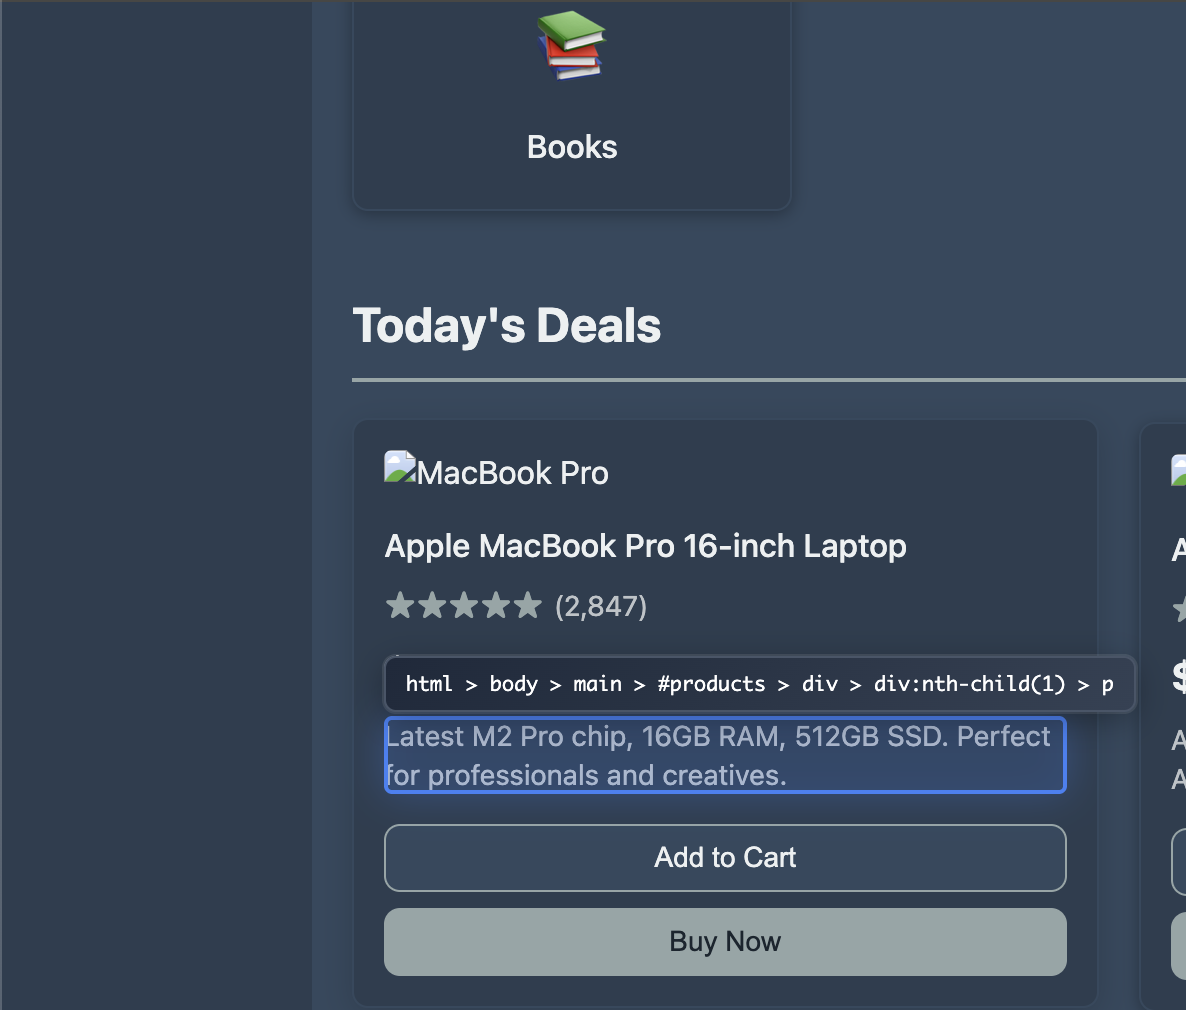 Books
Today's Deals
MacBook Pro
Apple MacBook Pro 16-inch Laptop
(2,847)
html > body > main > #products > div > div:nth-child(1) > p
$
Latest M2 Pro chip, 16GB RAM, 512GB SSD. Perfect
for professionals and creatives.
Add to Cart
Buy Now